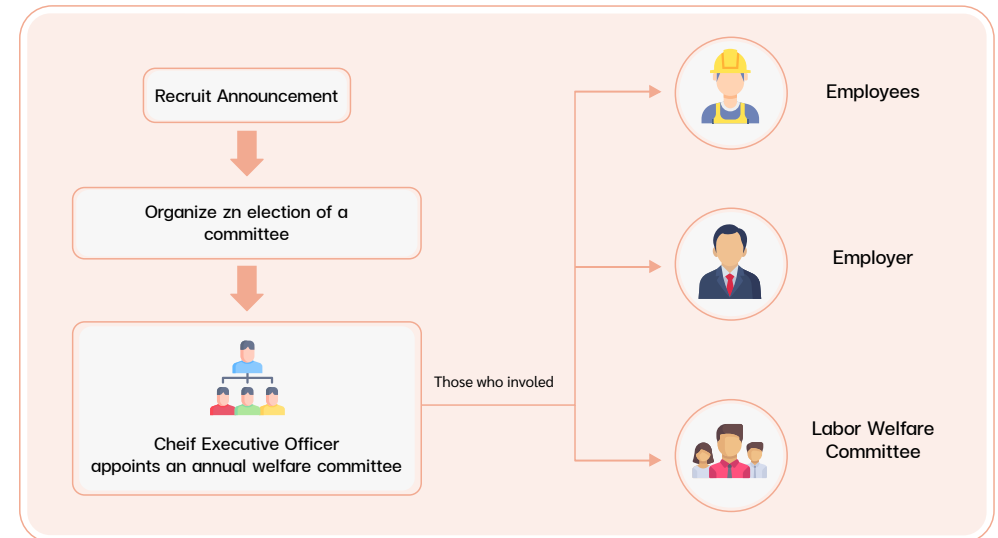 Recruit Announcement
Organize zn election of a
committee
Cheif Executive Officer
appoints an annual welfare committee
Those who involed
Employees
Employer
Labor Welfare
Committee